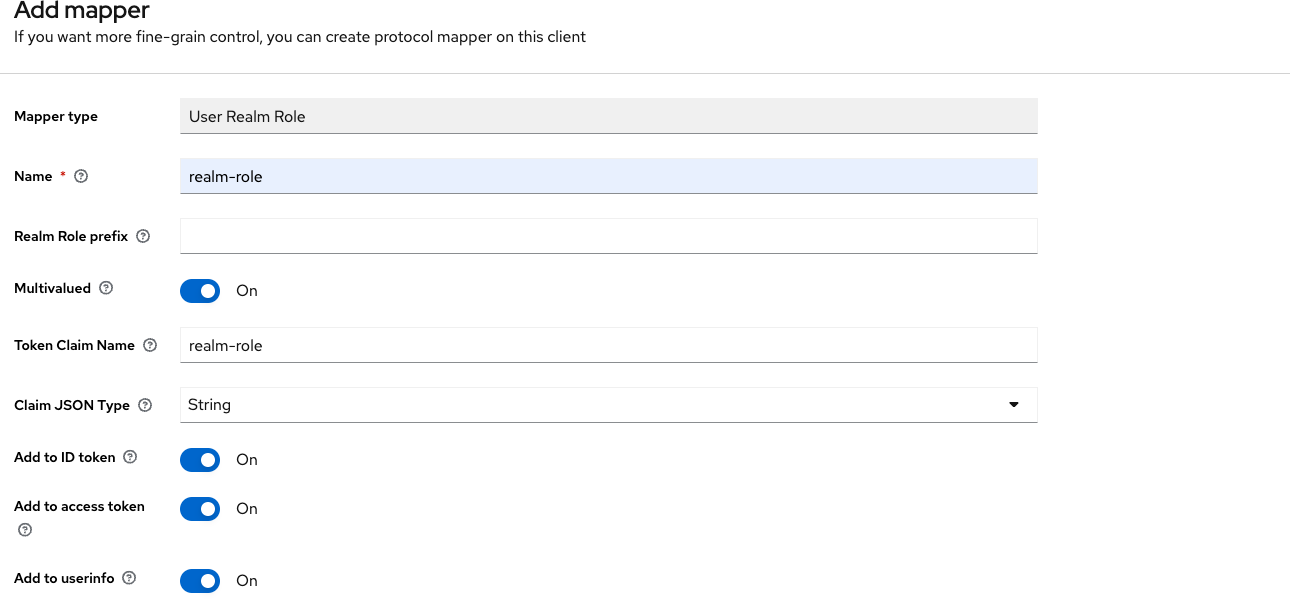 Add mapper
If you want more fine-grain control, you can create protocol mapper on this client
Mapper type
User Realm Role
Name *
realm-role
Realm Role prefix
Multivalued
On
Token Claim Name
realm-role
Claim JSON Type
String
Add to ID token
On
Add to access token
On
Add to userinfo
On